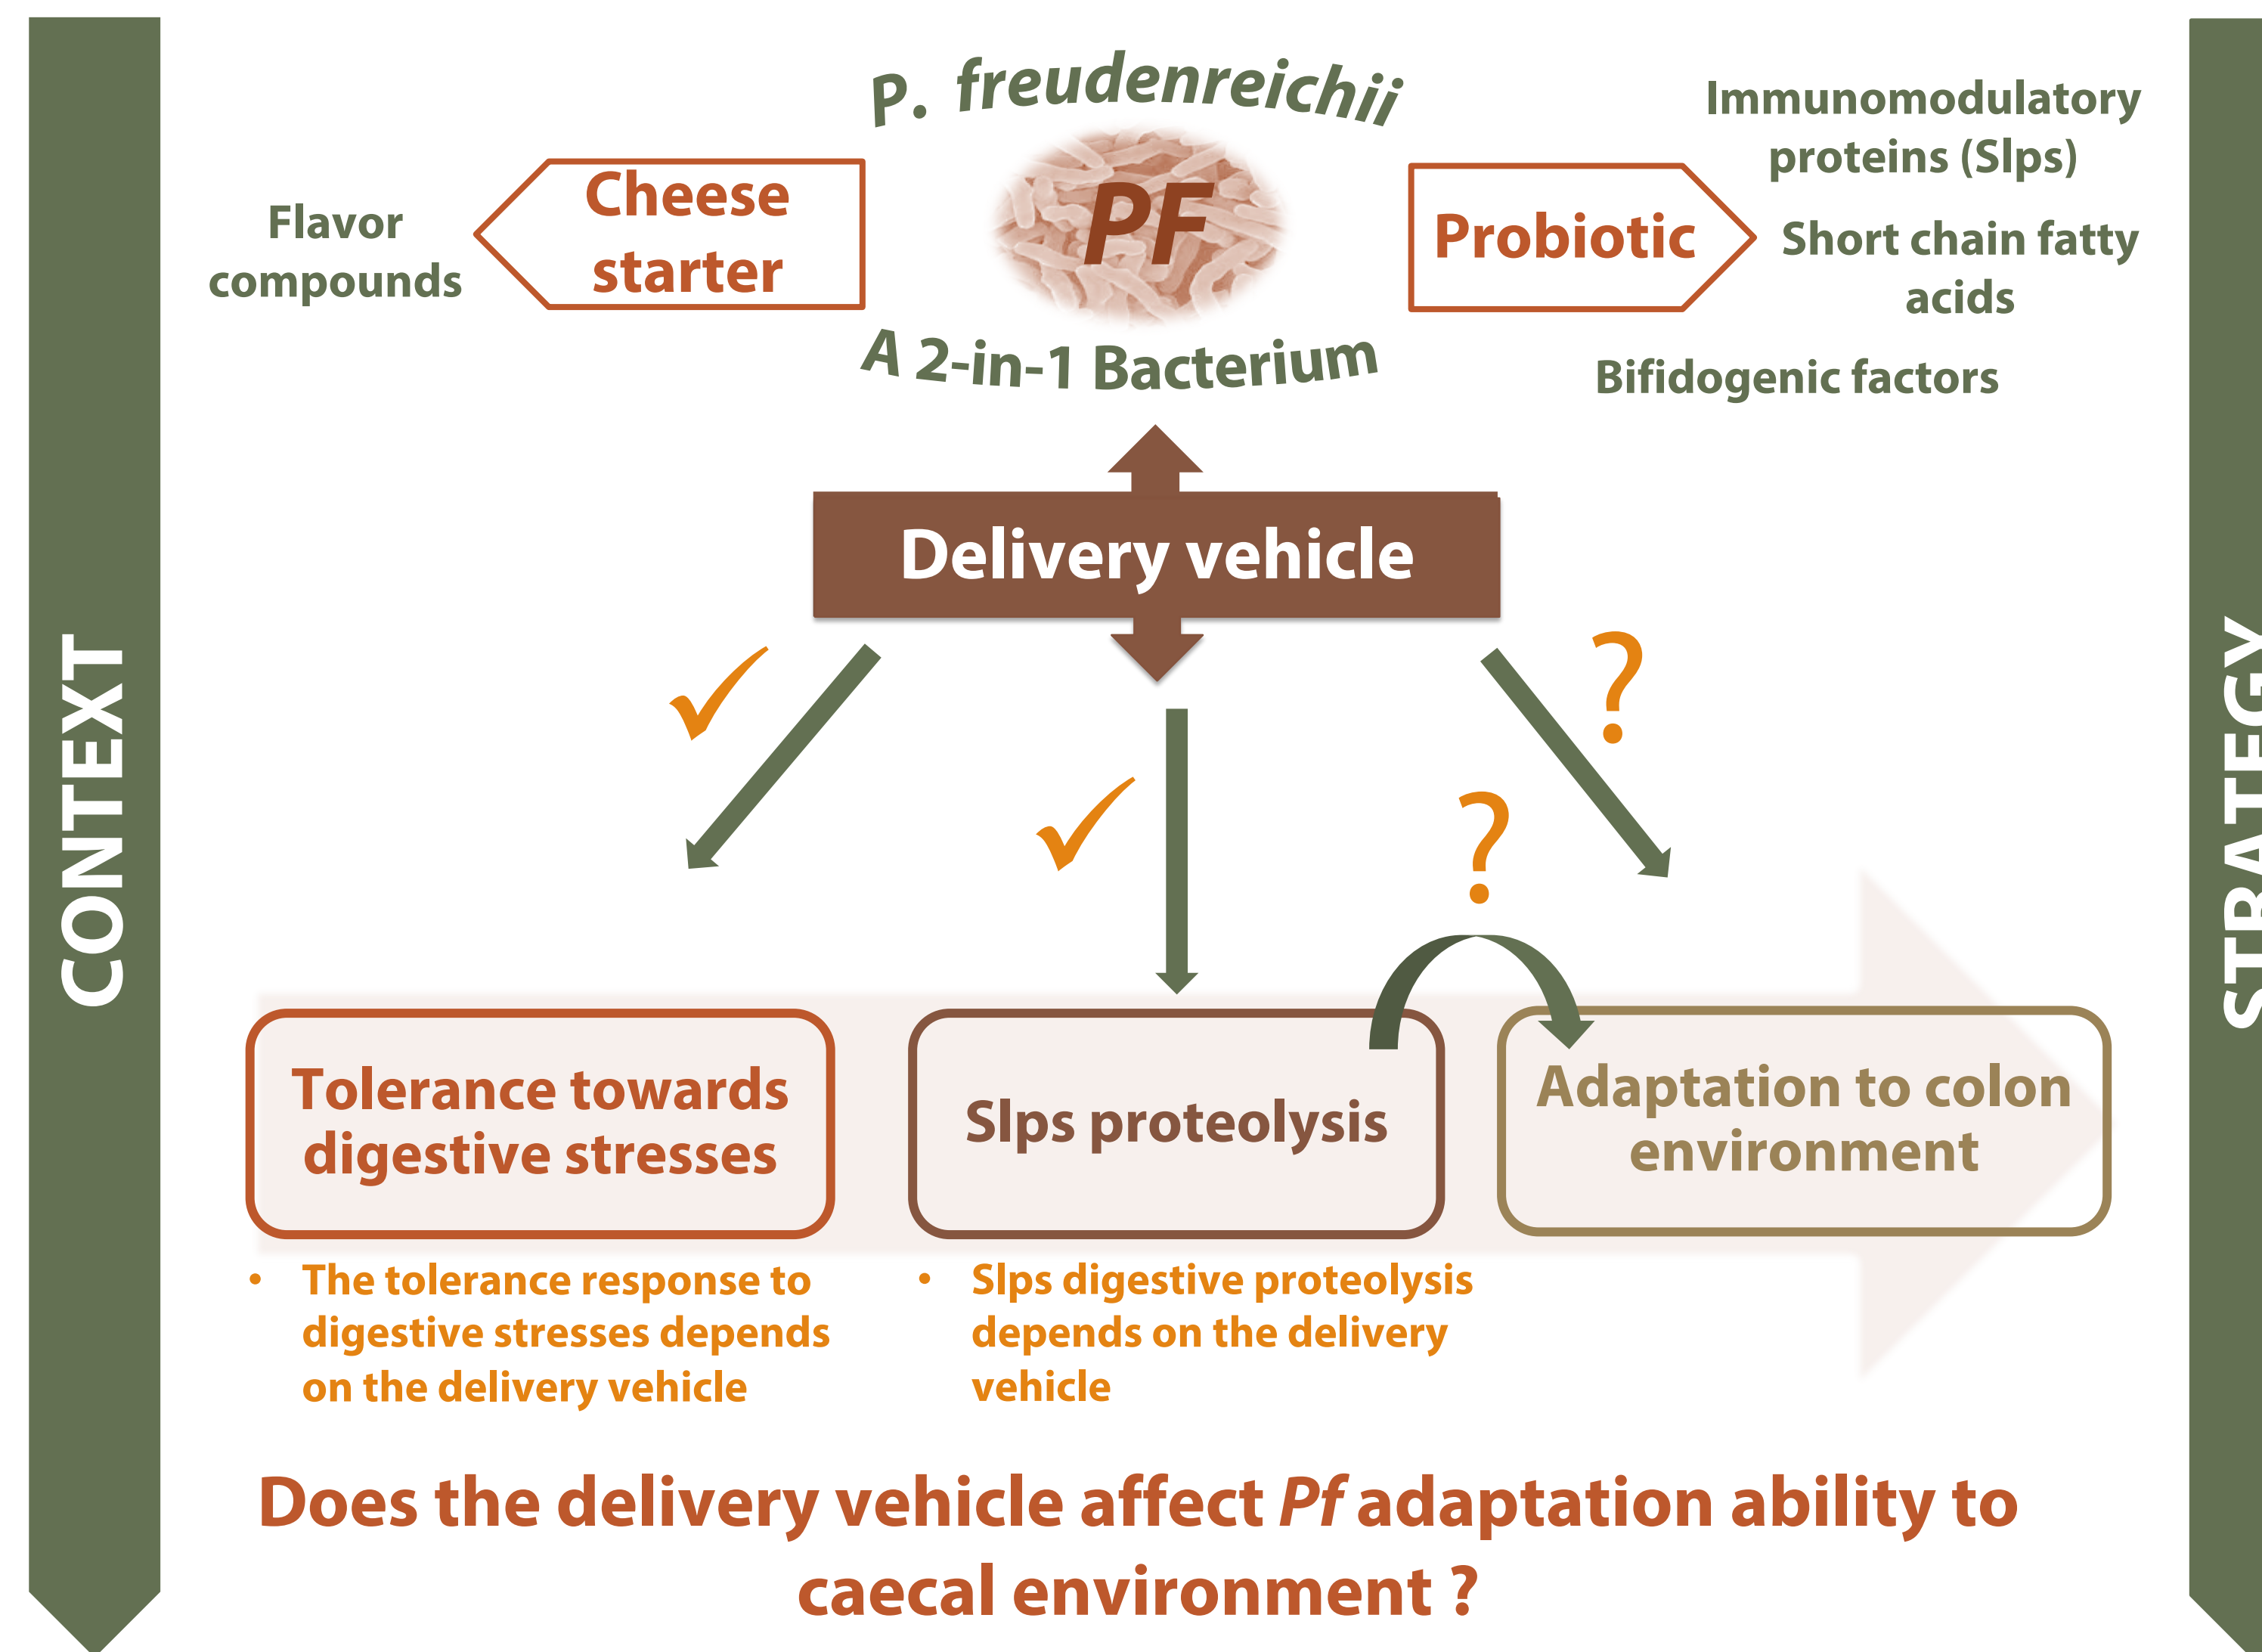 CONTEXT
P. freudenreichii
PF
A 2-in-1 Bacterium
Cheese
starter
Flavor
compounds
Probiotic
Immunomodulatory
proteins (Slps)
Short chain fatty
acids
Bifidogenic factors
Delivery vehicle
?
?
Tolerance towards
digestive stresses
Slps proteolysis
Adaptation to colon
environment
• The tolerance response to
digestive stresses depends
on the delivery vehicle
• Slps digestive proteolysis
depends on the delivery
vehicle
Does the delivery vehicle affect Pf adaptation ability to
caecal environment ?
STRATEGY